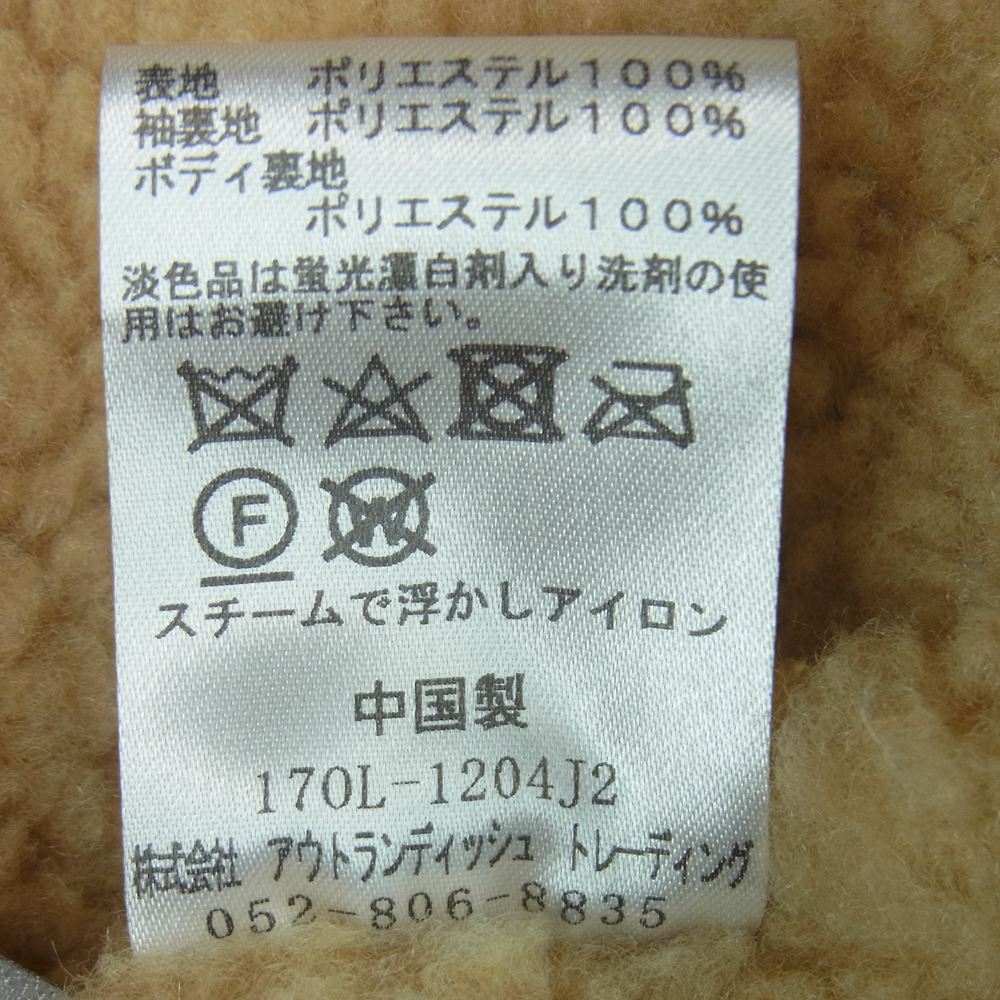 表地　ポリエステル１００％
袖裏地　ポリエステル１００％
ボディ裏地
ポリエステル１００％
淡色品は蛍光漂白剤入り洗剤の使
用はお避け下さい。
F W
スチームで浮かしアイロン
中国製
170L-1204J2
株式会社 アウトランディッシュ トレーディング
052-806-8835